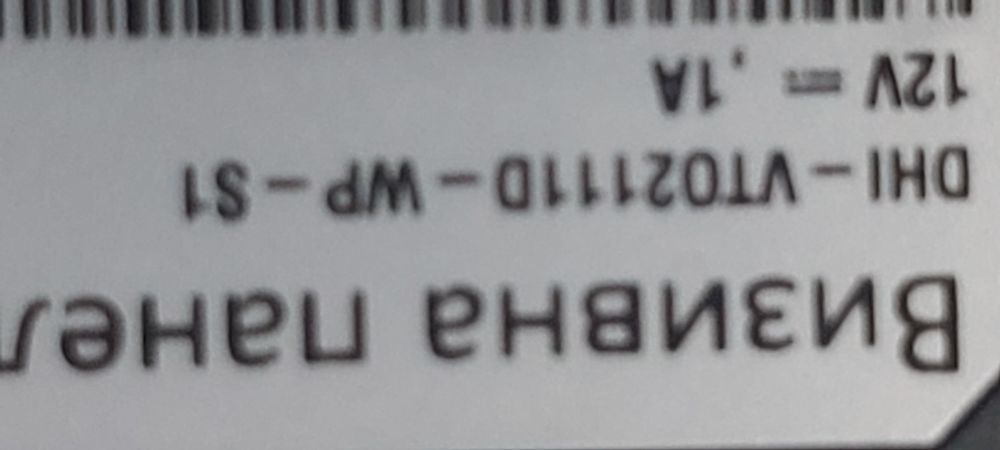 Визивна панел
DHI-VTO2111D-WP-S1
12V ⎓ ,1A